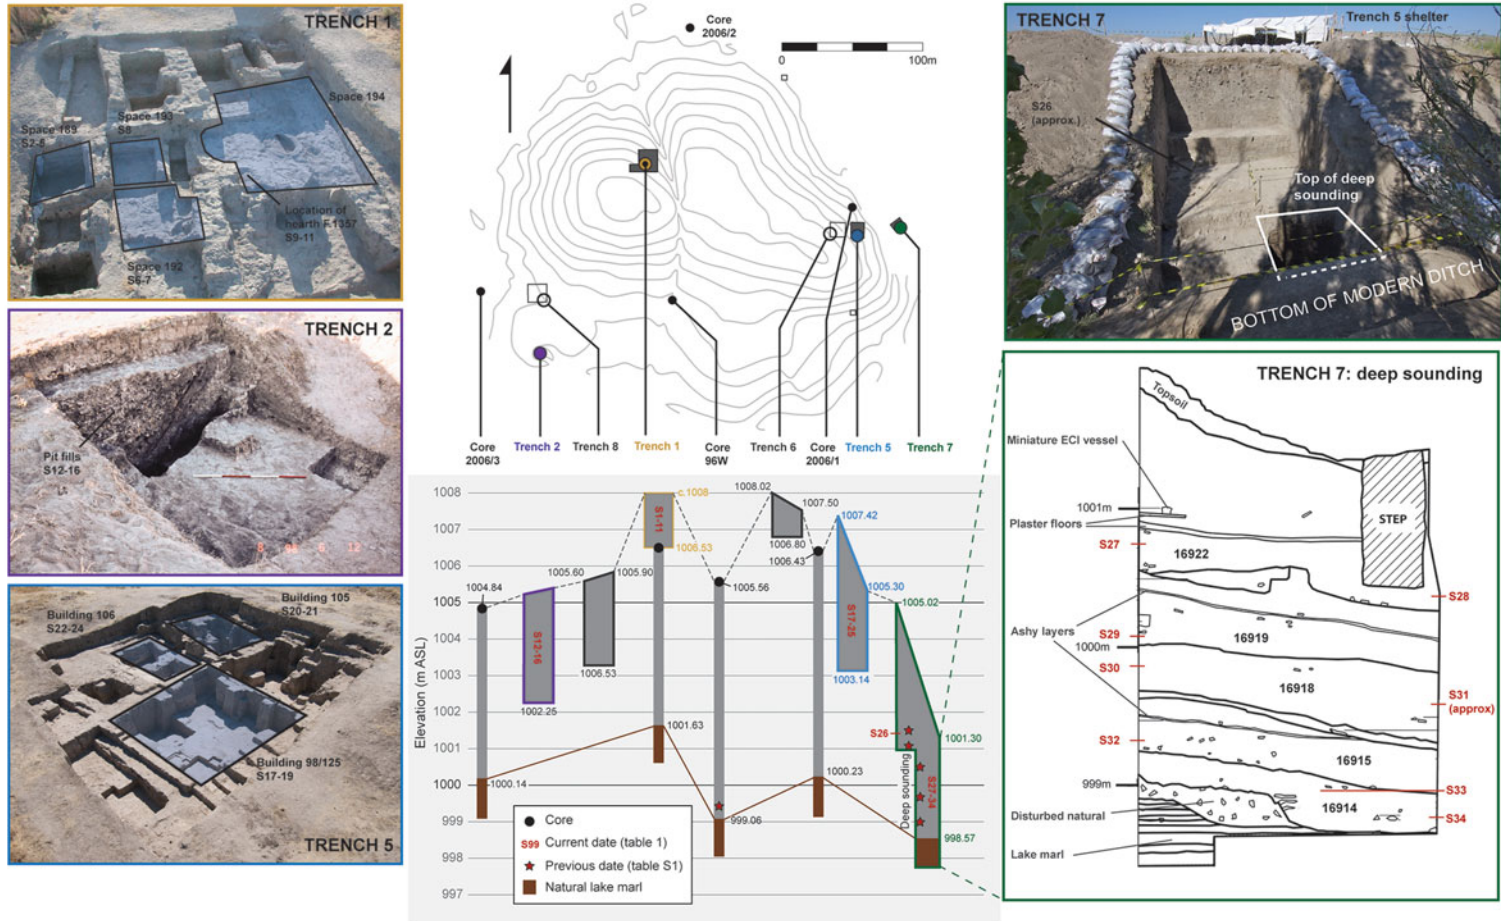 TRENCH 1
Space 194
Space 193
S8
Space 189
S2-5
Location of
hearth F.1357
S9-11
Space 192
S6-7
TRENCH 2
Pit fills
S12-16
Building 105
S20-21
Building 106
S22-24
Building 98/125
S17-19
TRENCH 5
Core
2006/2
0
100m
Core
2006/3
Trench 2
Trench 8
Trench 1
Core
96W
Trench 6
Core
2006/1
Trench 5
Trench 7
Elevation (m ASL)
1008
1007
1006
1005
1004
1003
1002
1001
1000
999
998
997
1004.84
1000.14
S12-16
1002.25
1005.60
1005.90
1006.53
c.1008
S1-11
1006.53
1001.63
1005.56
999.06
1008.02
1007.50
1006.80
1006.43
1000.23
1007.42
S17-25
1005.30
1003.14
1005.02
S26
1001.30
Deep sounding
S27-34
998.57
Core
S99 Current date (table 1)
Previous date (table S1)
Natural lake marl
TRENCH 7
Trench 5 shelter
S26
(approx.)
Top of deep
sounding
BOTTOM OF MODERN DITCH
TRENCH 7: deep sounding
Topsoil
Miniature ECI vessel
1001m
Plaster floors
STEP
S27
16922
S28
Ashy layers
16919
S29
1000m
S30
16918
S31
(approx)
S32
16915
999m
S33
16914
Disturbed natural
S34
Lake marl